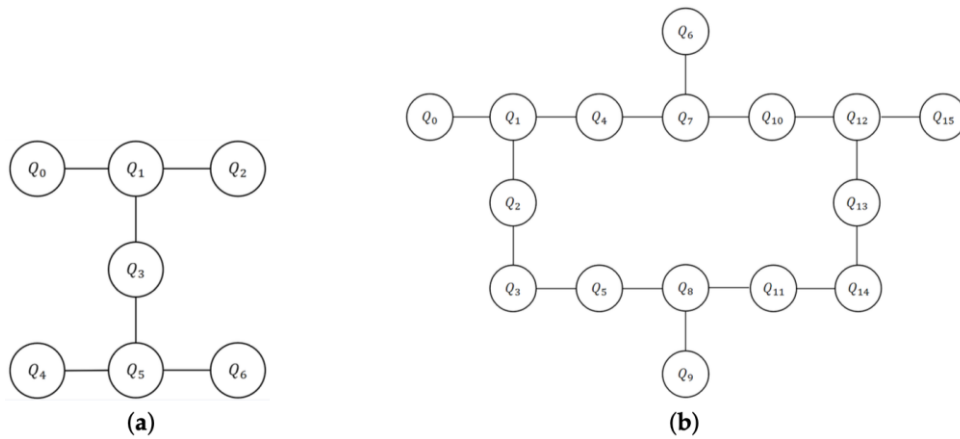 Q₆
Q₀ Q₁ Q₄ Q₇ Q₁₀ Q₁₂ Q₁₅
Q₀ Q₁ Q₂
Q₂ Q₁₃
Q₃
Q₃ Q₅ Q₈ Q₁₁ Q₁₄
Q₄ Q₅ Q₆
Q₉
(a) (b)